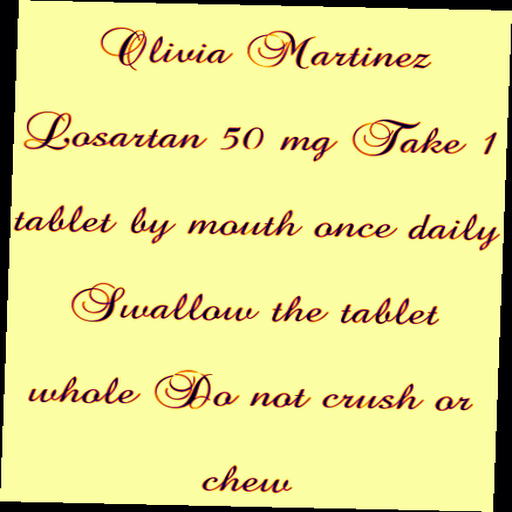 Olivia Martinez
Losartan 50 mg Take 1
tablet by mouth once daily
Swallow the tablet
whole Do not crush or
chew